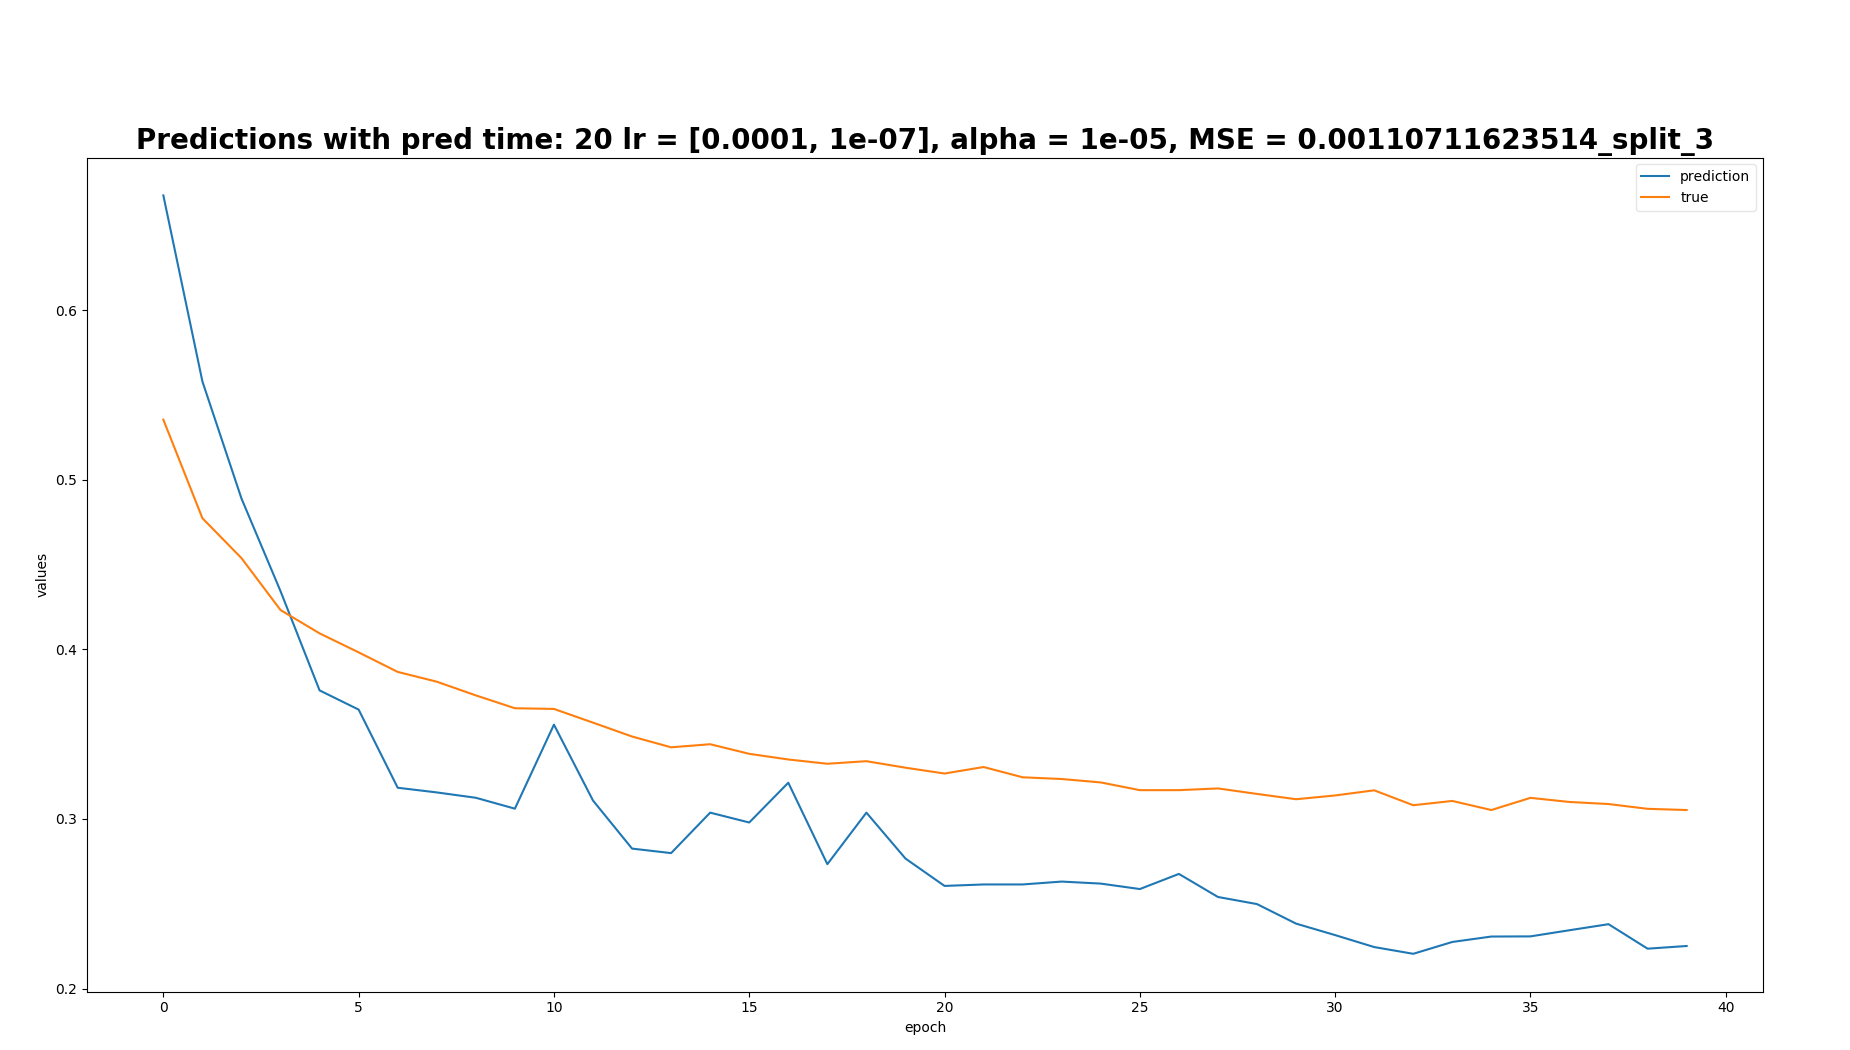 Predictions with pred time: 20 lr = [0.0001, 1e-07], alpha = 1e-05, MSE = 0.00110711623514_split_3
prediction
true
0.6
0.5
0.4
0.3
0.2
values
0 5 10 15 20 25 30 35 40
epoch